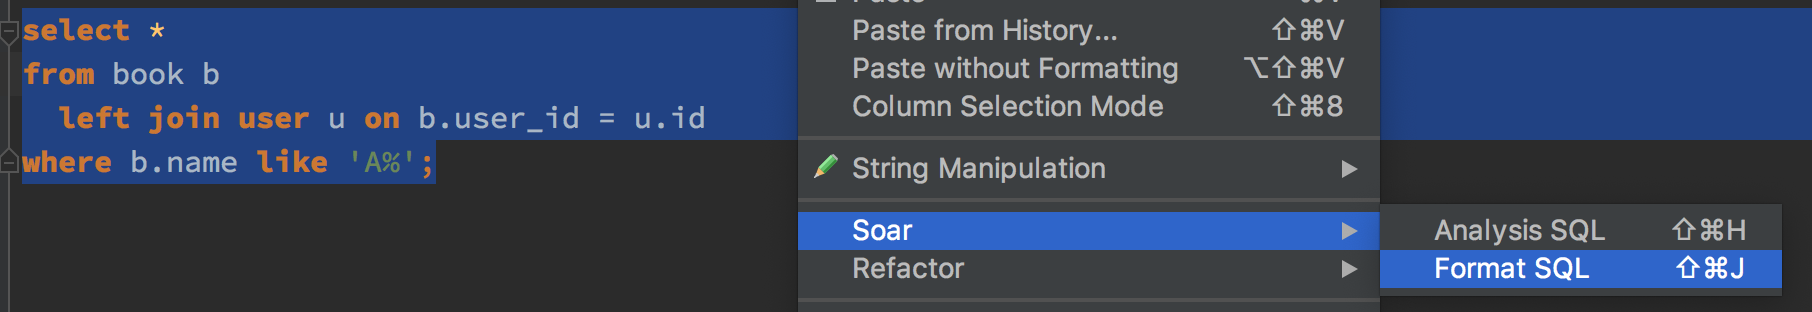 select *
from book b
left join user u on b.user_id = u.id
where b.name like 'A%';
Paste from History... ⇧⌘V
Paste without Formatting ⌥⇧⌘V
Column Selection Mode ⇧⌘8
String Manipulation ▶
Soar ▶
Refactor ▶
Analysis SQL ⇧⌘H
Format SQL ⇧⌘J